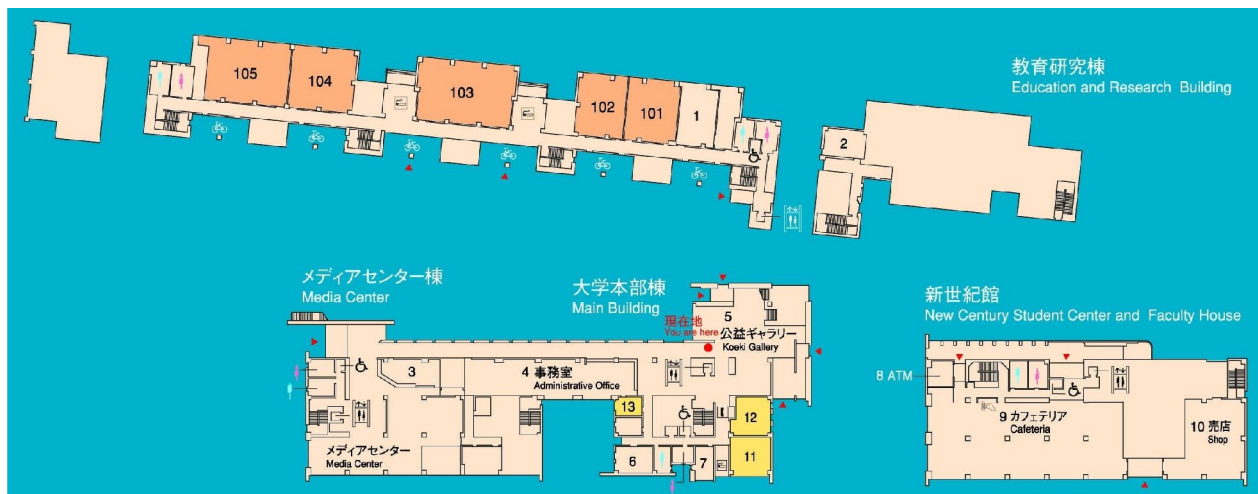 教育研究棟
Education and Research Building
105
104
103
102
101
1
2
メディアセンター棟
Media Center
大学本部棟
Main Building
新世紀館
New Century Student Center and Faculty House
現在地
You are here
5
公益ギャラリー
Koeki Gallery
3
4 事務室
Administrative Office
8 ATM
13
12
メディアセンター
Media Center
6
7
11
9 カフェテリア
Cafeteria
10 売店
Shop